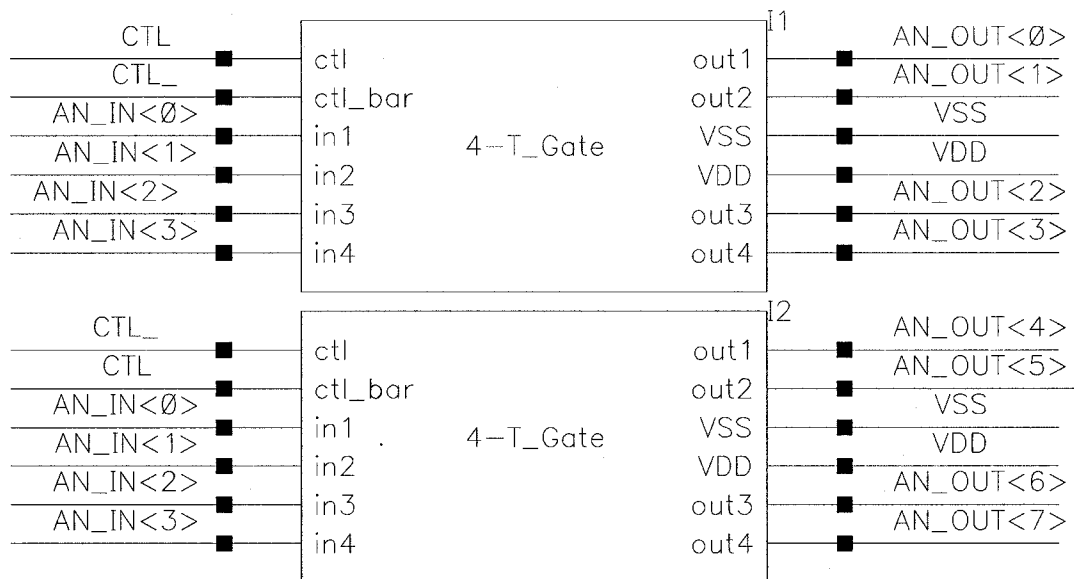 I1
CTL ctl out1 AN_OUT<Ø>
CTL_ ctl_bar out2 AN_OUT<1>
AN_IN<Ø> in1 VSS VSS
4-T_Gate
AN_IN<1> in2 VDD VDD
AN_IN<2> in3 out3 AN_OUT<2>
AN_IN<3> in4 out4 AN_OUT<3>
I2
CTL_ ctl out1 AN_OUT<4>
CTL ctl_bar out2 AN_OUT<5>
AN_IN<Ø> in1 VSS VSS
4-T_Gate
AN_IN<1> in2 VDD VDD
AN_IN<2> in3 out3 AN_OUT<6>
AN_IN<3> in4 out4 AN_OUT<7>